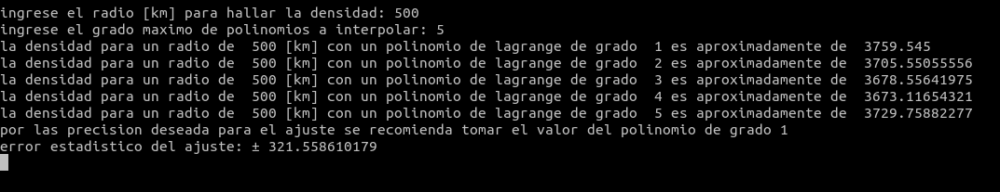 ingrese el radio [km] para hallar la densidad: 500
ingrese el grado maximo de polinomios a interpolar: 5
la densidad para un radio de  500 [km] con un polinomio de lagrange de grado  1 es aproximadamente de  3759.545
la densidad para un radio de  500 [km] con un polinomio de lagrange de grado  2 es aproximadamente de  3705.55055556
la densidad para un radio de  500 [km] con un polinomio de lagrange de grado  3 es aproximadamente de  3678.55641975
la densidad para un radio de  500 [km] con un polinomio de lagrange de grado  4 es aproximadamente de  3673.11654321
la densidad para un radio de  500 [km] con un polinomio de lagrange de grado  5 es aproximadamente de  3729.75882277
por las precision deseada para el ajuste se recomienda tomar el valor del polinomio de grado 1
error estadistico del ajuste: ± 321.558610179